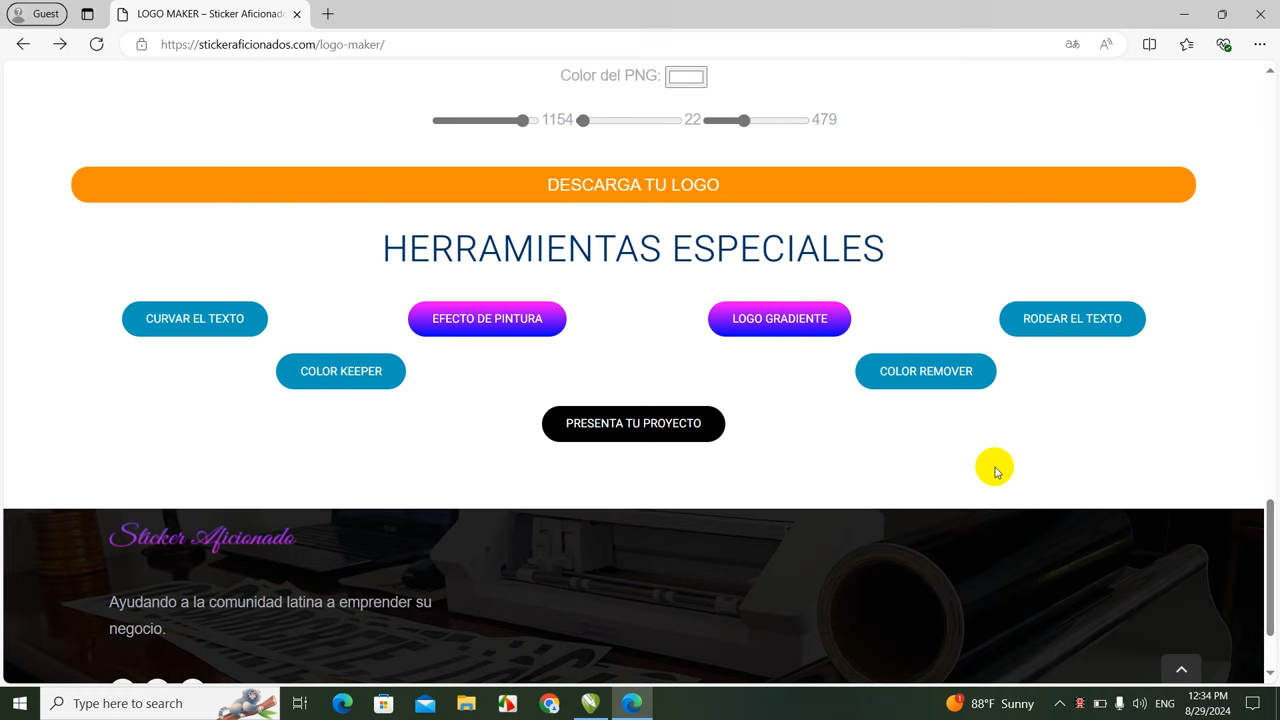 Guest
LOGO MAKER – Sticker Aficionado
https://stickeraficionados.com/logo-maker/
Color del PNG:
1154 22 479
DESCARGA TU LOGO
HERRAMIENTAS ESPECIALES
CURVAR EL TEXTO
EFECTO DE PINTURA
LOGO GRADIENTE
RODEAR EL TEXTO
COLOR KEEPER
COLOR REMOVER
PRESENTA TU PROYECTO
Sticker Aficionado
Ayudando a la comunidad latina a emprender su
negocio.
Type here to search
88°F Sunny
ENG
12:34 PM
8/29/2024